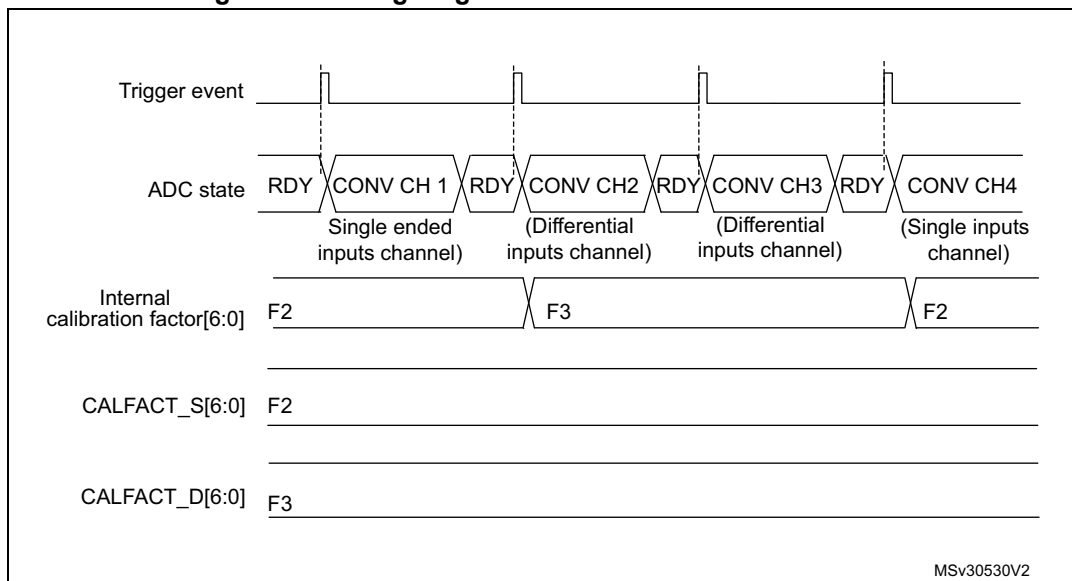 Trigger event
ADC state
RDY
CONV CH 1
RDY
CONV CH2
RDY
CONV CH3
RDY
CONV CH4
Single ended
inputs channel)
(Differential
inputs channel)
(Differential
inputs channel)
(Single inputs
channel)
Internal
calibration factor[6:0]
F2
F3
F2
CALFACT_S[6:0]
F2
CALFACT_D[6:0]
F3
MSv30530V2